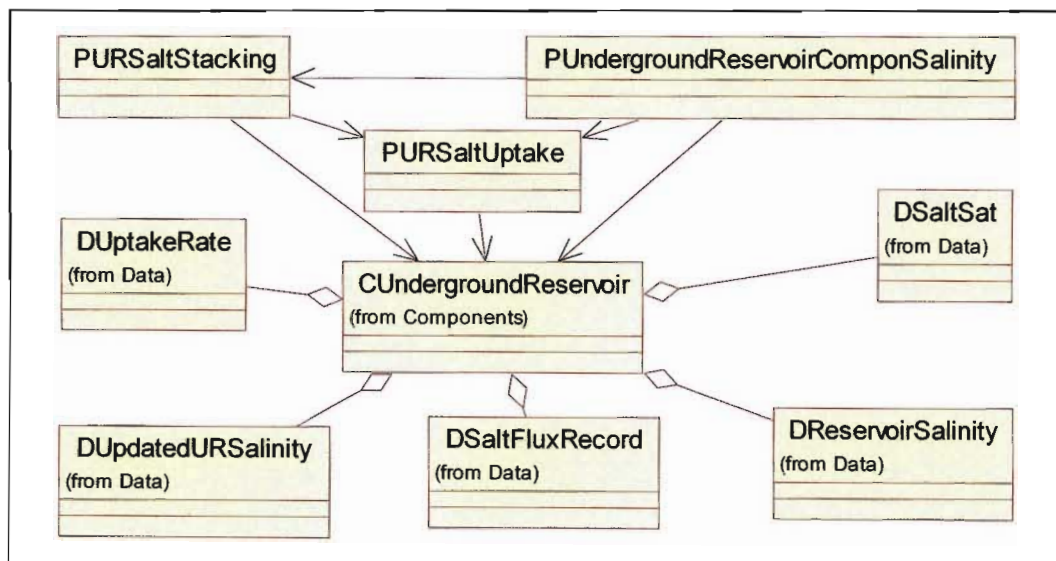 PURSaltStacking
PUndergroundReservoirComponSalinity
PURSaltUptake
DUptakeRate
(from Data)
CUndergroundReservoir
(from Components)
DSaltSat
(from Data)
DUpdatedURSalinity
(from Data)
DSaltFluxRecord
(from Data)
DReservoirSalinity
(from Data)